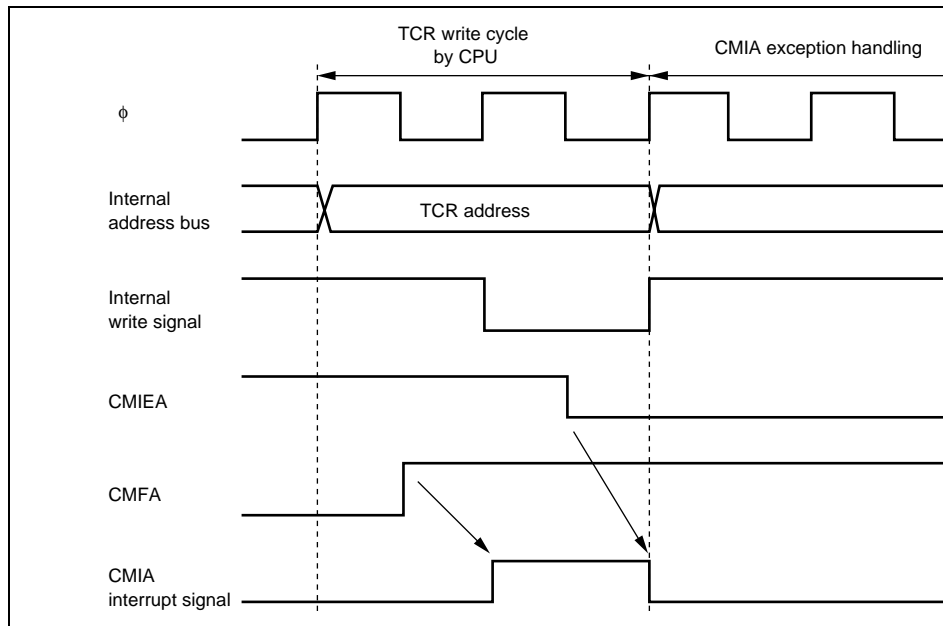 TCR write cycle
by CPU
CMIA exception handling
ϕ
Internal
address bus
TCR address
Internal
write signal
CMIEA
CMFA
CMIA
interrupt signal